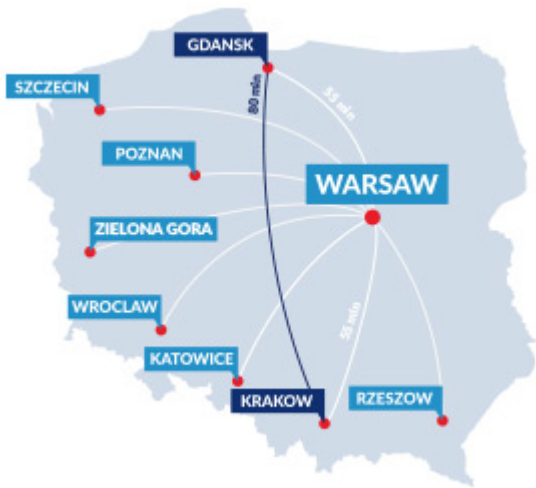 GDANSK
SZCZECIN
80 min
55 min
POZNAN
WARSAW
ZIELONA GORA
WROCLAW
55 min
KATOWICE
KRAKOW
RZESZOW